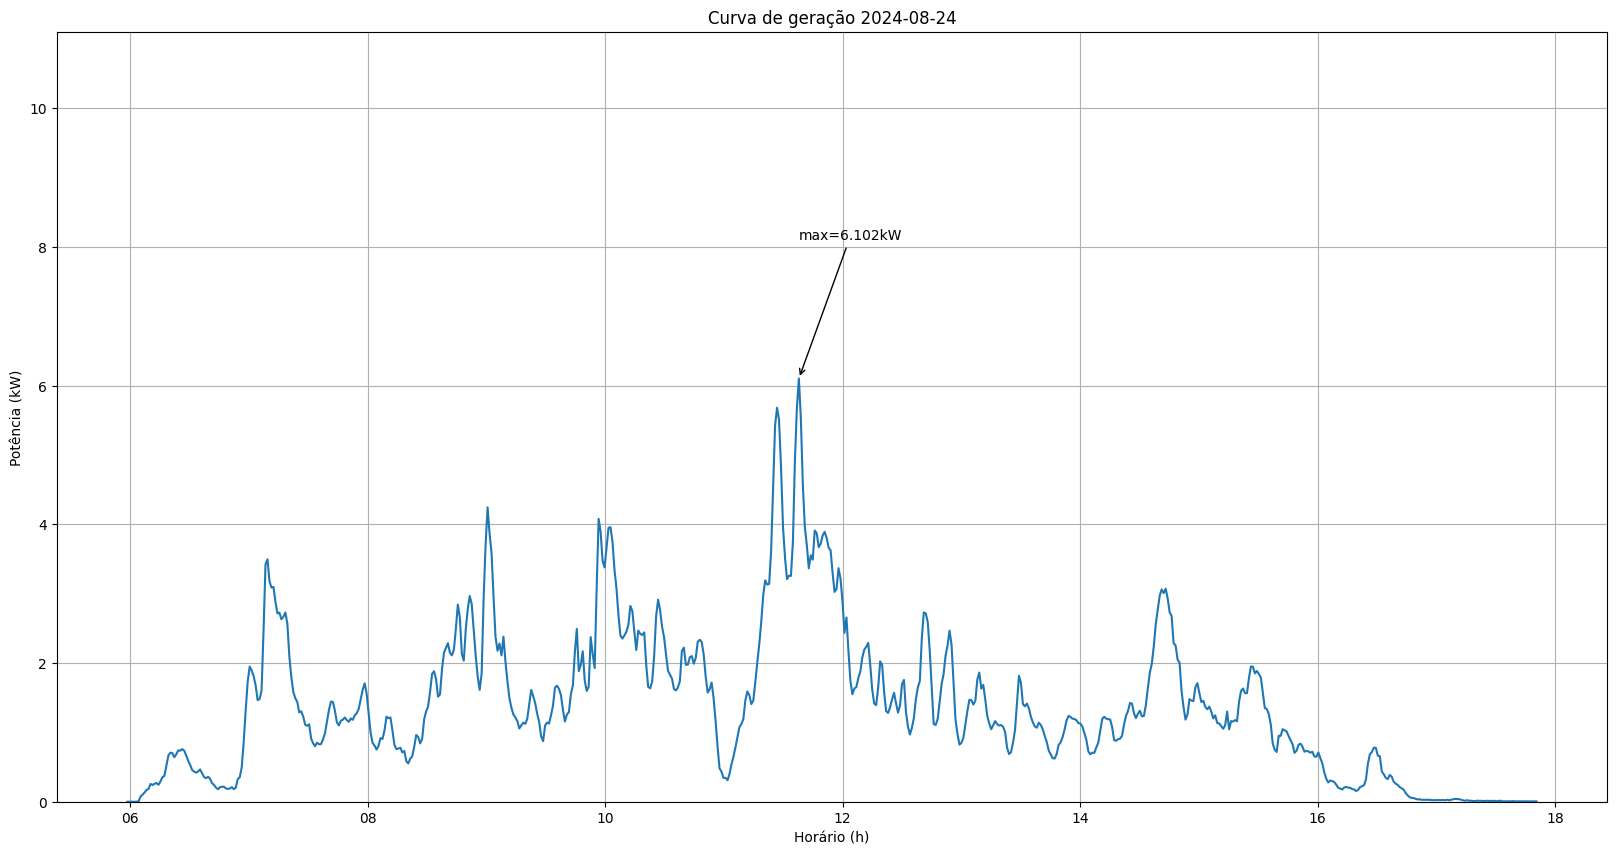 Curva de geração 2024-08-24
Potência (kW)
10
8
6
4
2
0
max=6.102kW
06 08 10 12 14 16 18
Horário (h)